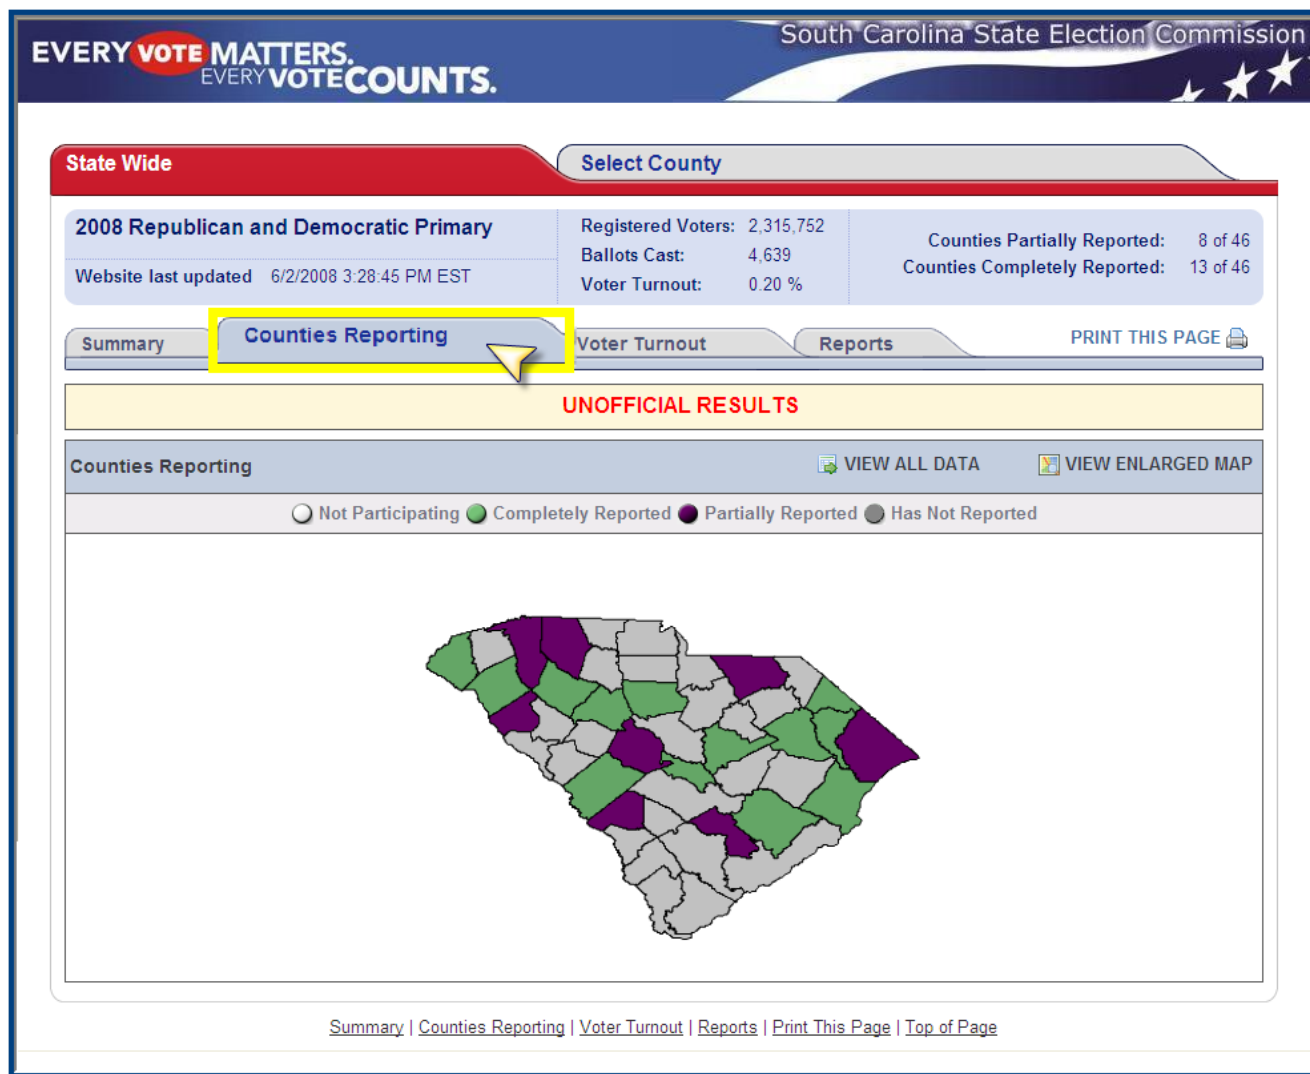 EVERY VOTE MATTERS.
EVERY VOTE COUNTS.
South Carolina State Election Commission
State Wide
Select County
2008 Republican and Democratic Primary
Website last updated 6/2/2008 3:28:45 PM EST
Registered Voters: 2,315,752
Ballots Cast: 4,639
Voter Turnout: 0.20 %
Counties Partially Reported: 8 of 46
Counties Completely Reported: 13 of 46
Summary
Counties Reporting
Voter Turnout
Reports
PRINT THIS PAGE
UNOFFICIAL RESULTS
Counties Reporting
VIEW ALL DATA
VIEW ENLARGED MAP
Not Participating Completely Reported Partially Reported Has Not Reported
Summary | Counties Reporting | Voter Turnout | Reports | Print This Page | Top of Page